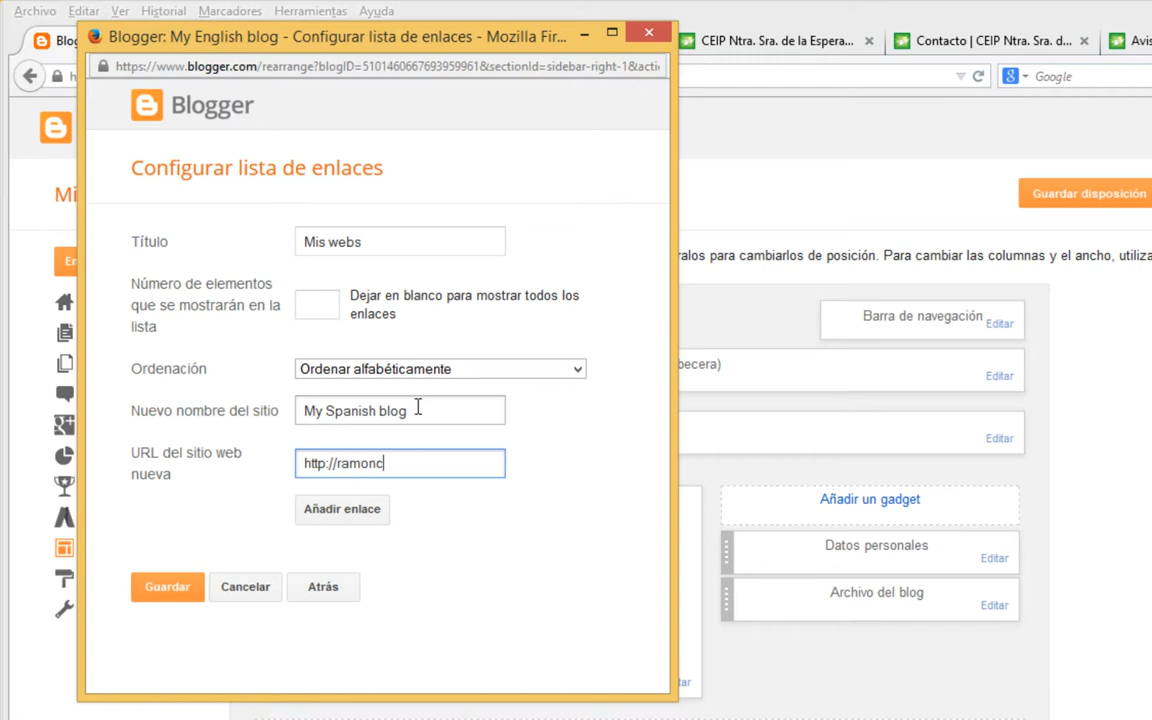 Archivo Editar Ver Historial Marcadores Herramientas Ayuda
Blogger: My English blog - Configurar lista de enlaces - Mozilla Fir...
Blog
CEIP Ntra. Sra. de la Espera...
Contacto | CEIP Ntra. Sra. d...
Avis
https://www.blogger.com/rearrange?blogID=5101460667693959961&sectionId=sidebar-right-1&acti
Google
Blogger
Configurar lista de enlaces
Mi
Guardar disposición
Título
Mis webs
En
ralos para cambiarlos de posición. Para cambiar las columnas y el ancho, utiliza
Número de elementos
que se mostrarán en la
lista
Dejar en blanco para mostrar todos los
enlaces
Barra de navegación
Editar
Ordenación
Ordenar alfabéticamente
becera)
Editar
Nuevo nombre del sitio
My Spanish blog
Editar
URL del sitio web
nueva
http://ramonc
Añadir enlace
Añadir un gadget
Datos personales
Editar
Archivo del blog
Editar
Guardar
Cancelar
Atrás
tar